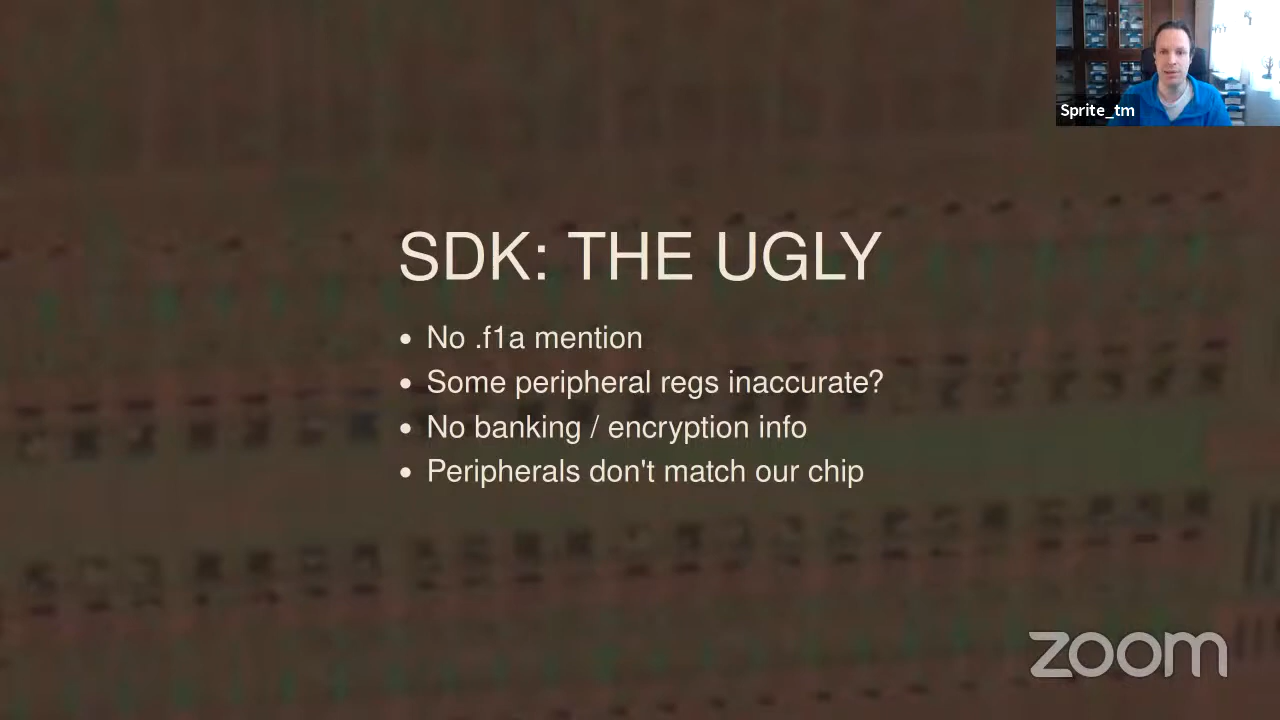 Sprite_tm
SDK: THE UGLY
No .f1a mention
Some peripheral regs inaccurate?
No banking / encryption info
Peripherals don't match our chip
zoom